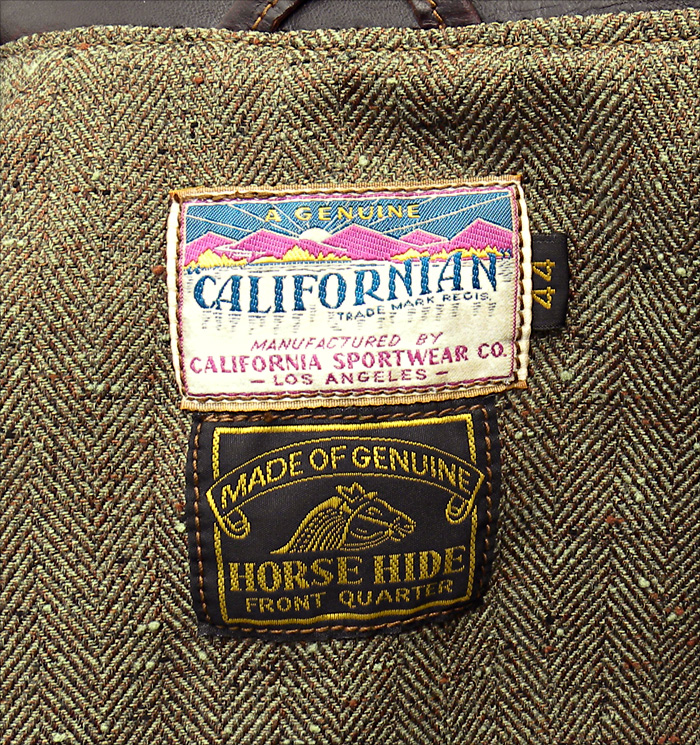 A GENUINE
"CALIFORNIAN"
TRADE MARK REGIS.
MANUFACTURED BY
CALIFORNIA SPORTWEAR CO.
– LOS ANGELES –
44
MADE OF GENUINE
HORSE HIDE
FRONT QUARTER